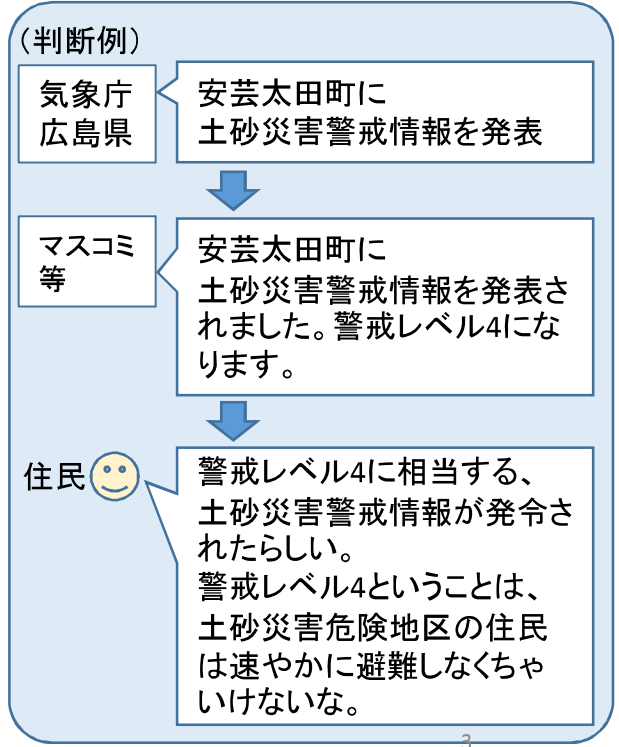 （判断例）
気象庁
広島県
安芸太田町に
土砂災害警戒情報を発表
マスコミ
等
安芸太田町に
土砂災害警戒情報を発表さ
れました。警戒レベル4にな
ります。
住民
警戒レベル4に相当する、
土砂災害警戒情報が発令さ
れたらしい。
警戒レベル4ということは、
土砂災害危険地区の住民
は速やかに避難しなくちゃ
いけないな。
3